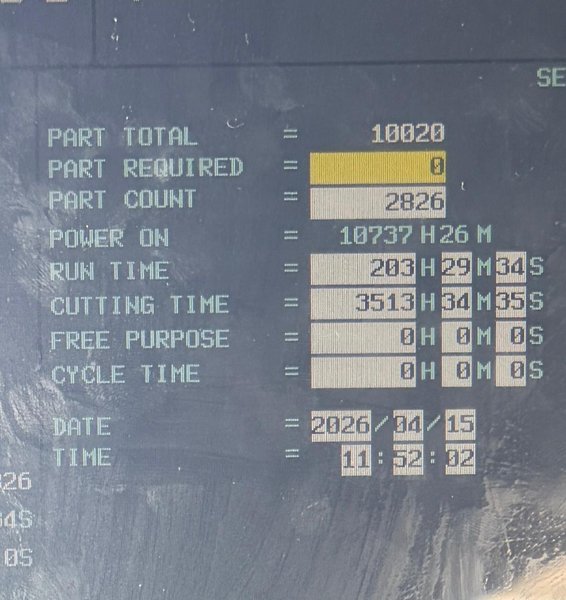 SE
PART TOTAL = 10020
PART REQUIRED = 0
PART COUNT = 2826
POWER ON = 10737 H 26 M
RUN TIME = 203 H 29 M 34 S
CUTTING TIME = 3513 H 34 M 35 S
FREE PURPOSE = 0 H 0 M 0 S
CYCLE TIME = 0 H 0 M 0 S
DATE = 2026/04/15
TIME = 11:52:02
26
4S
0S